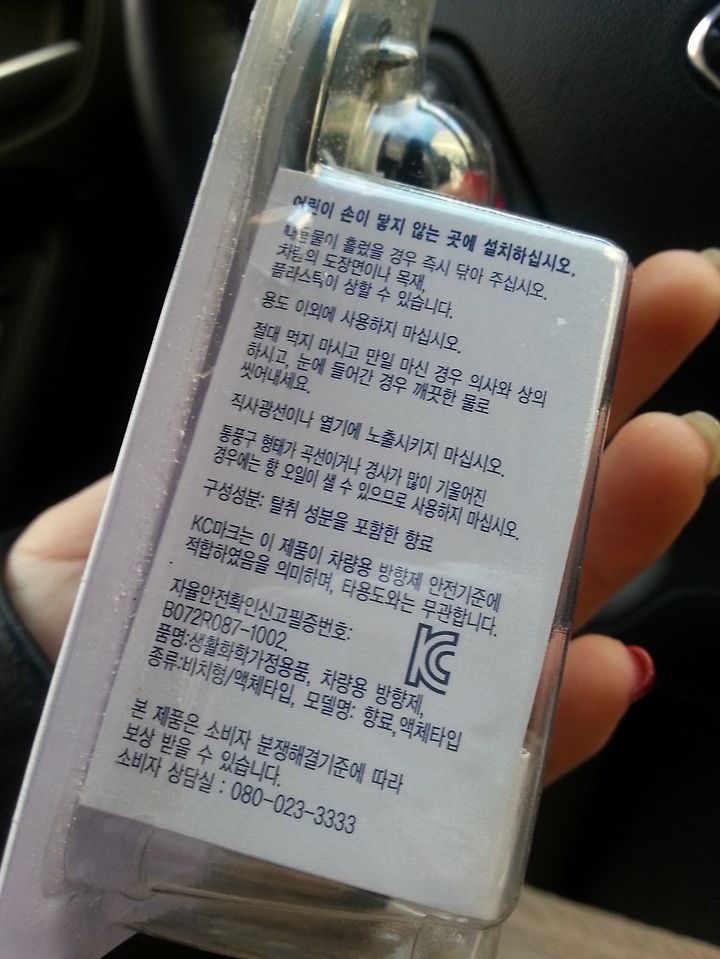 어린이 손이 닿지 않는 곳에 설치하십시오.
내용물이 흘렀을 경우 즉시 닦아 주십시오.
차량의 도장면이나 목재,
플라스틱이 상할 수 있습니다.
용도 이외에 사용하지 마십시오.
절대 먹지 마시고 만일 마신 경우 의사와 상의
하시고, 눈에 들어간 경우 깨끗한 물로
씻어내세요.
직사광선이나 열기에 노출시키지 마십시오.
통풍구 형태가 곡선이거나 경사가 많이 기울어진
경우에는 향 오일이 샐 수 있으므로 사용하지 마십시오.
구성성분: 탈취 성분을 포함한 향료
KC마크는 이 제품이 차량용 방향제 안전기준에
적합하였음을 의미하며, 타용도와는 무관합니다.
자율안전확인신고필증번호:
B072R087-1002.
KC
품명:생활화학가정용품, 차량용 방향제,
종류:비치형/액체타입, 모델명: 향료,액체타입
본 제품은 소비자 분쟁해결기준에 따라
보상 받을 수 있습니다.
소비자 상담실 : 080-023-3333